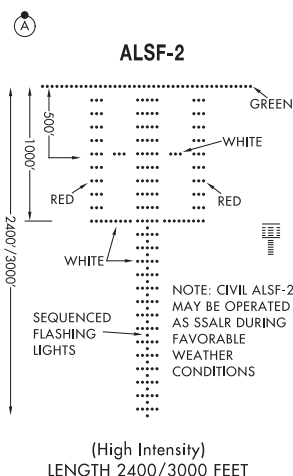 A
ALSF-2
GREEN
500'
1000'
WHITE
RED
RED
2400'/3000'
WHITE
SEQUENCED
FLASHING
LIGHTS
NOTE: CIVIL ALSF-2
MAY BE OPERATED
AS SSALR DURING
FAVORABLE
WEATHER
CONDITIONS
(High Intensity)
LENGTH 2400/3000 FEET